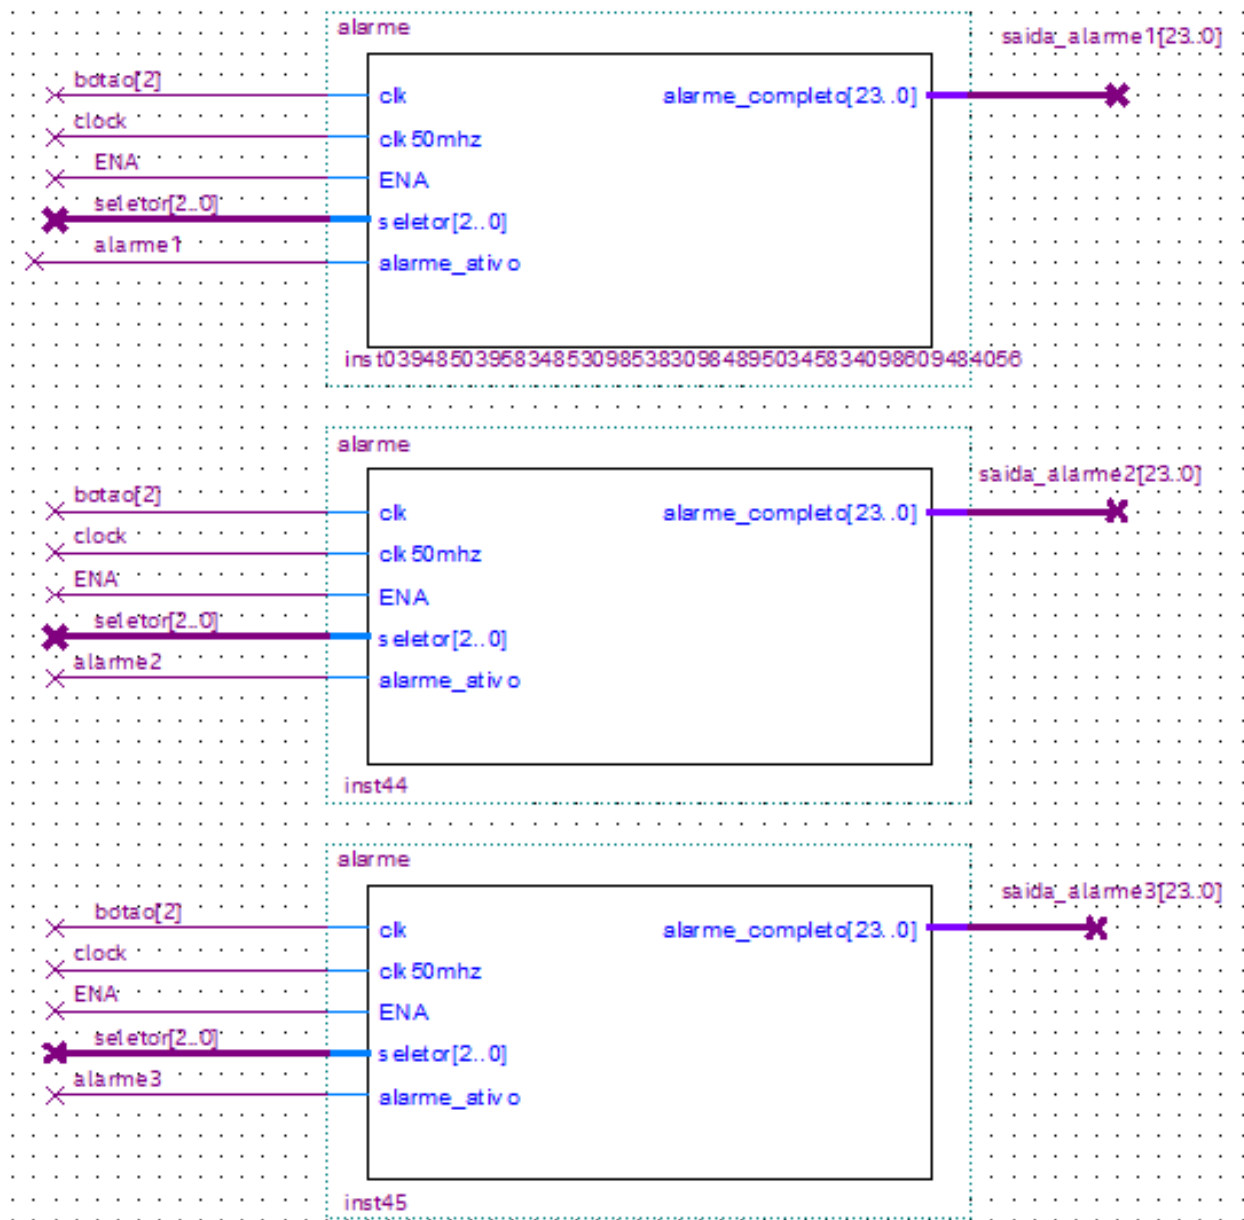 alarme
saida_alarme1[23..0]
botao[2]
clk
alarme_completo[23..0]
clock
clk50mhz
ENA
ENA
seletor[2..0]
seletor[2..0]
alarme1
alarme_ativo
inst0394850395834853098538309848950345834098609484056
alarme
saida_alarme2[23..0]
botao[2]
clk
alarme_completo[23..0]
clock
clk50mhz
ENA
ENA
seletor[2..0]
seletor[2..0]
alarme2
alarme_ativo
inst44
alarme
saida_alarme3[23..0]
botao[2]
clk
alarme_completo[23..0]
clock
clk50mhz
ENA
ENA
seletor[2..0]
seletor[2..0]
alarme3
alarme_ativo
inst45